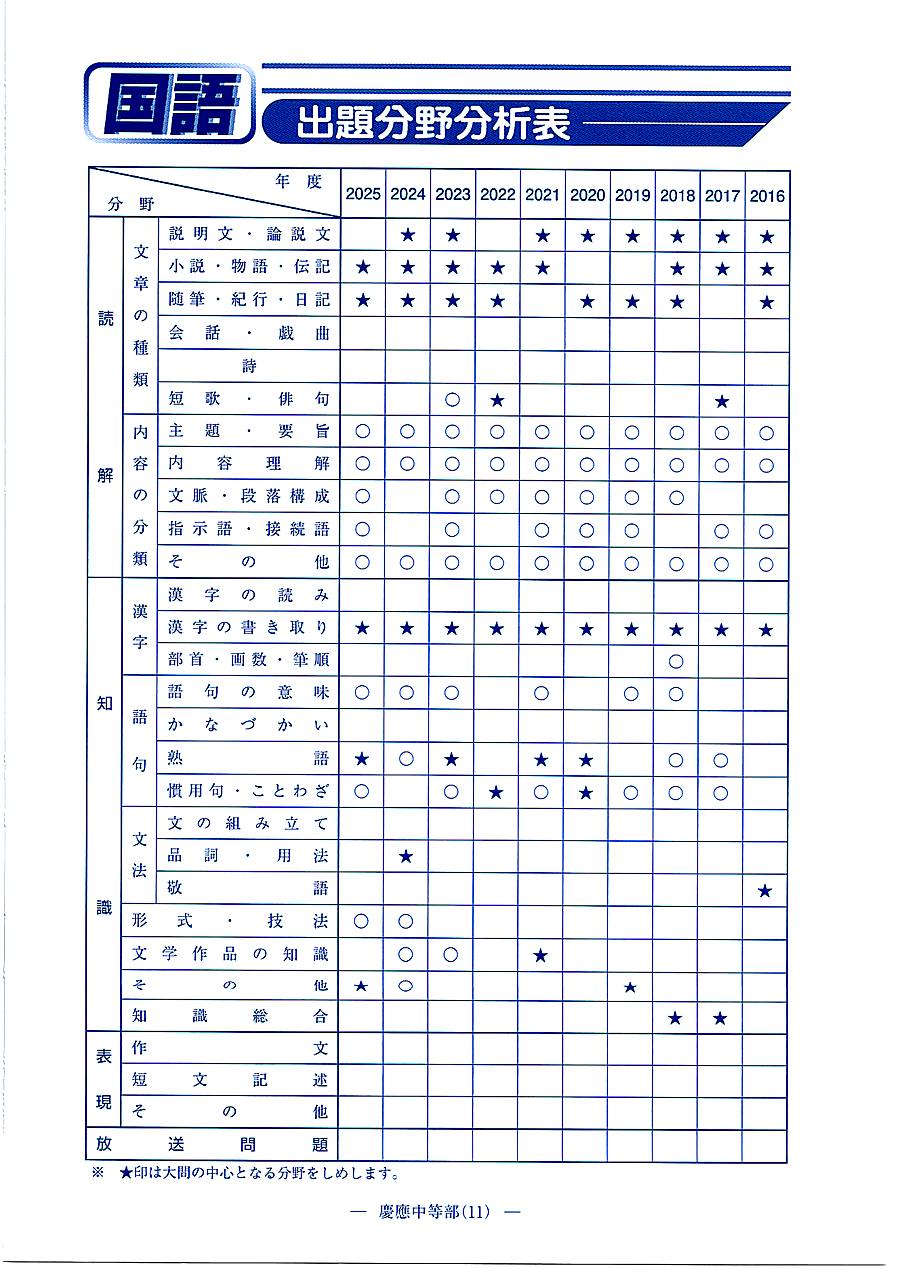 国語
出題分野分析表
年度 2025 2024 2023 2022 2021 2020 2019 2018 2017 2016
分野
読解
文章の種類
説明文・論説文 ★ ★ ★ ★ ★ ★ ★ ★
小説・物語・伝記 ★ ★ ★ ★ ★ ★ ★ ★
随筆・紀行・日記 ★ ★ ★ ★ ★ ★ ★ ★
会話・戯曲
詩
短歌・俳句 ○ ★ ★
内容の分類
主題・要旨 ○ ○ ○ ○ ○ ○ ○ ○ ○ ○
内容理解 ○ ○ ○ ○ ○ ○ ○ ○ ○ ○
文脈・段落構成 ○ ○ ○ ○ ○ ○ ○
指示語・接続語 ○ ○ ○ ○ ○ ○ ○
その他 ○ ○ ○ ○ ○ ○ ○ ○ ○ ○
知識
漢字
漢字の読み
漢字の書き取り ★ ★ ★ ★ ★ ★ ★ ★ ★ ★
部首・画数・筆順 ○
語句
語句の意味 ○ ○ ○ ○ ○ ○
かなづかい
熟語 ★ ○ ★ ★ ★ ○ ○
慣用句・ことわざ ○ ○ ★ ○ ★ ○ ○ ○
文法
文の組み立て
品詞・用法 ★
敬語 ★
形式・技法 ○ ○
文学作品の知識 ○ ○ ★
その他 ★ ○ ★
知識総合 ★ ★
表現
作文
短文記述
その他
放送問題
※ ★印は大問の中心となる分野をしめします。
― 慶應中等部(11) ―